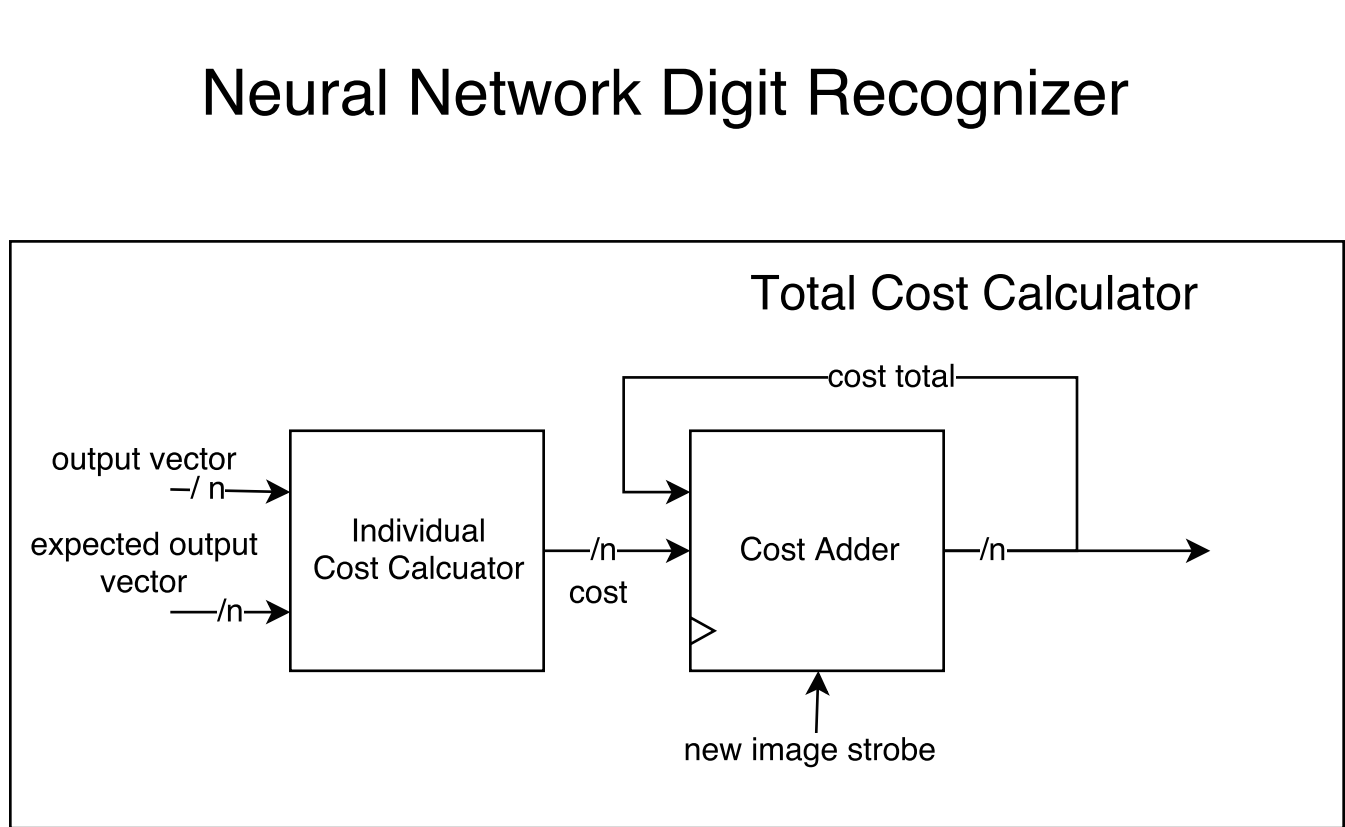 Neural Network Digit Recognizer
Total Cost Calculator
cost total
output vector
/ n
expected output
vector
/n
Individual
Cost Calcuator
/n
cost
Cost Adder
/n
new image strobe